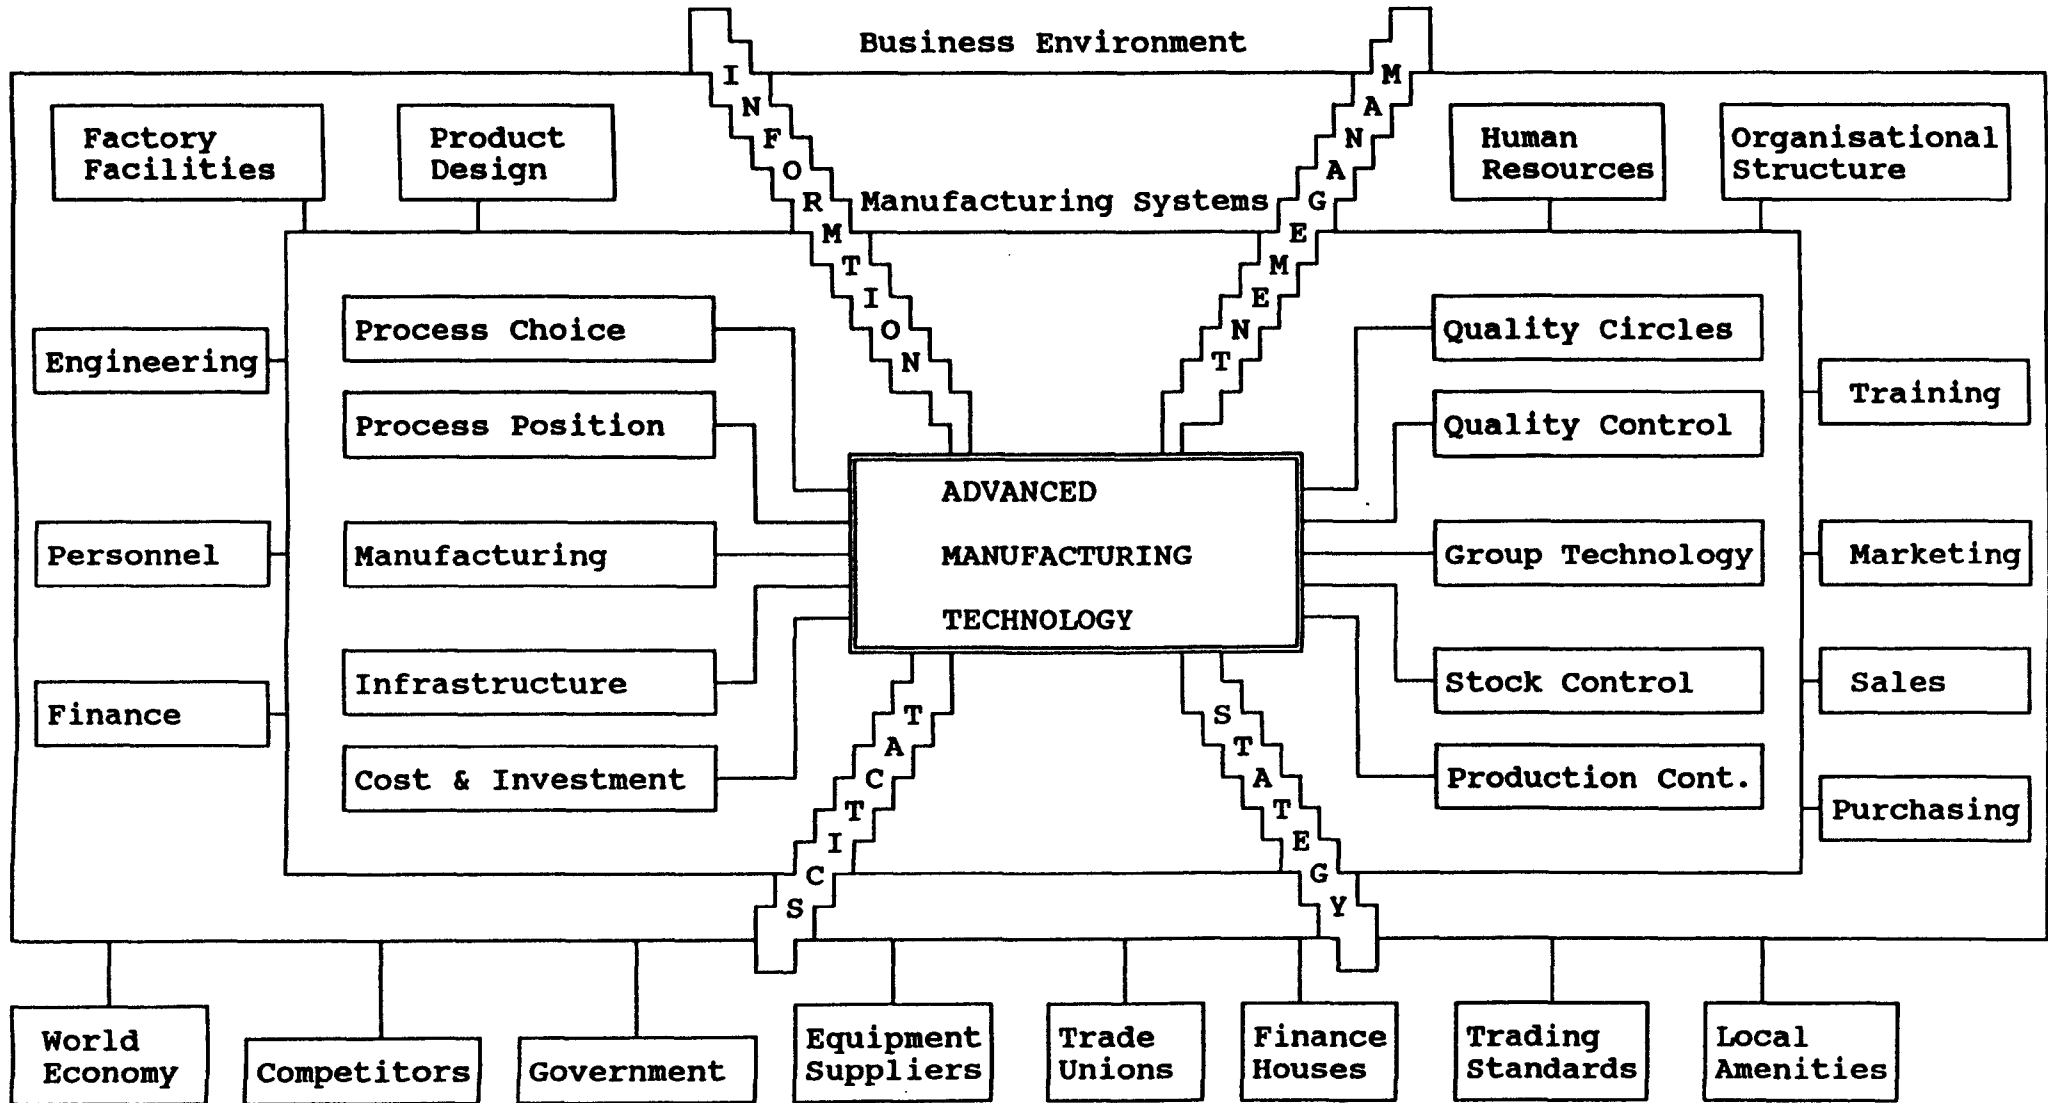 Business Environment
INFORMTION
MANAGEMENT
Factory
Facilities
Product
Design
Human
Resources
Organisational
Structure
Manufacturing Systems
Engineering
Personnel
Finance
Process Choice
Process Position
Manufacturing
Infrastructure
Cost & Investment
ADVANCED
MANUFACTURING
TECHNOLOGY
Quality Circles
Quality Control
Group Technology
Stock Control
Production Cont.
Training
Marketing
Sales
Purchasing
TACTICS
STATEGY
World
Economy
Competitors
Government
Equipment
Suppliers
Trade
Unions
Finance
Houses
Trading
Standards
Local
Amenities